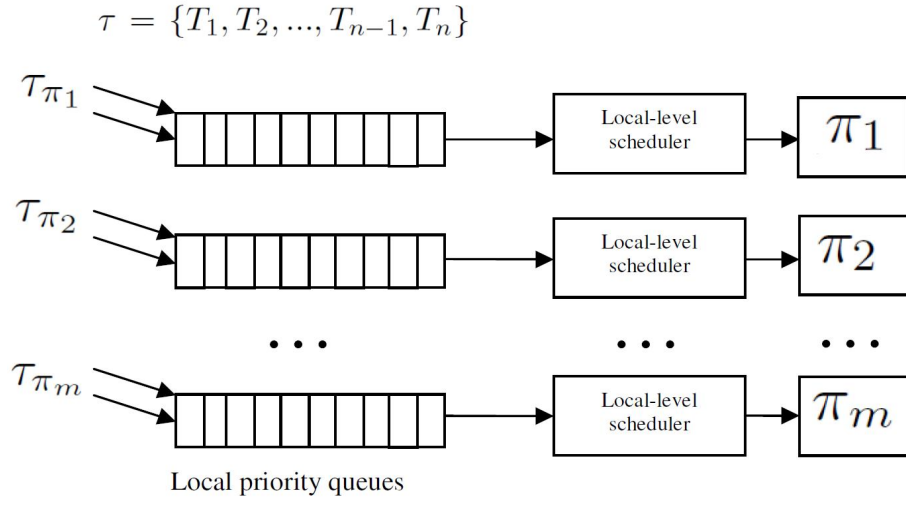 τ = {T₁, T₂, ..., Tₙ₋₁, Tₙ}
τπ₁
Local-level
scheduler
π₁
τπ₂
Local-level
scheduler
π₂
... ... ...
τπₘ
Local-level
scheduler
πₘ
Local priority queues